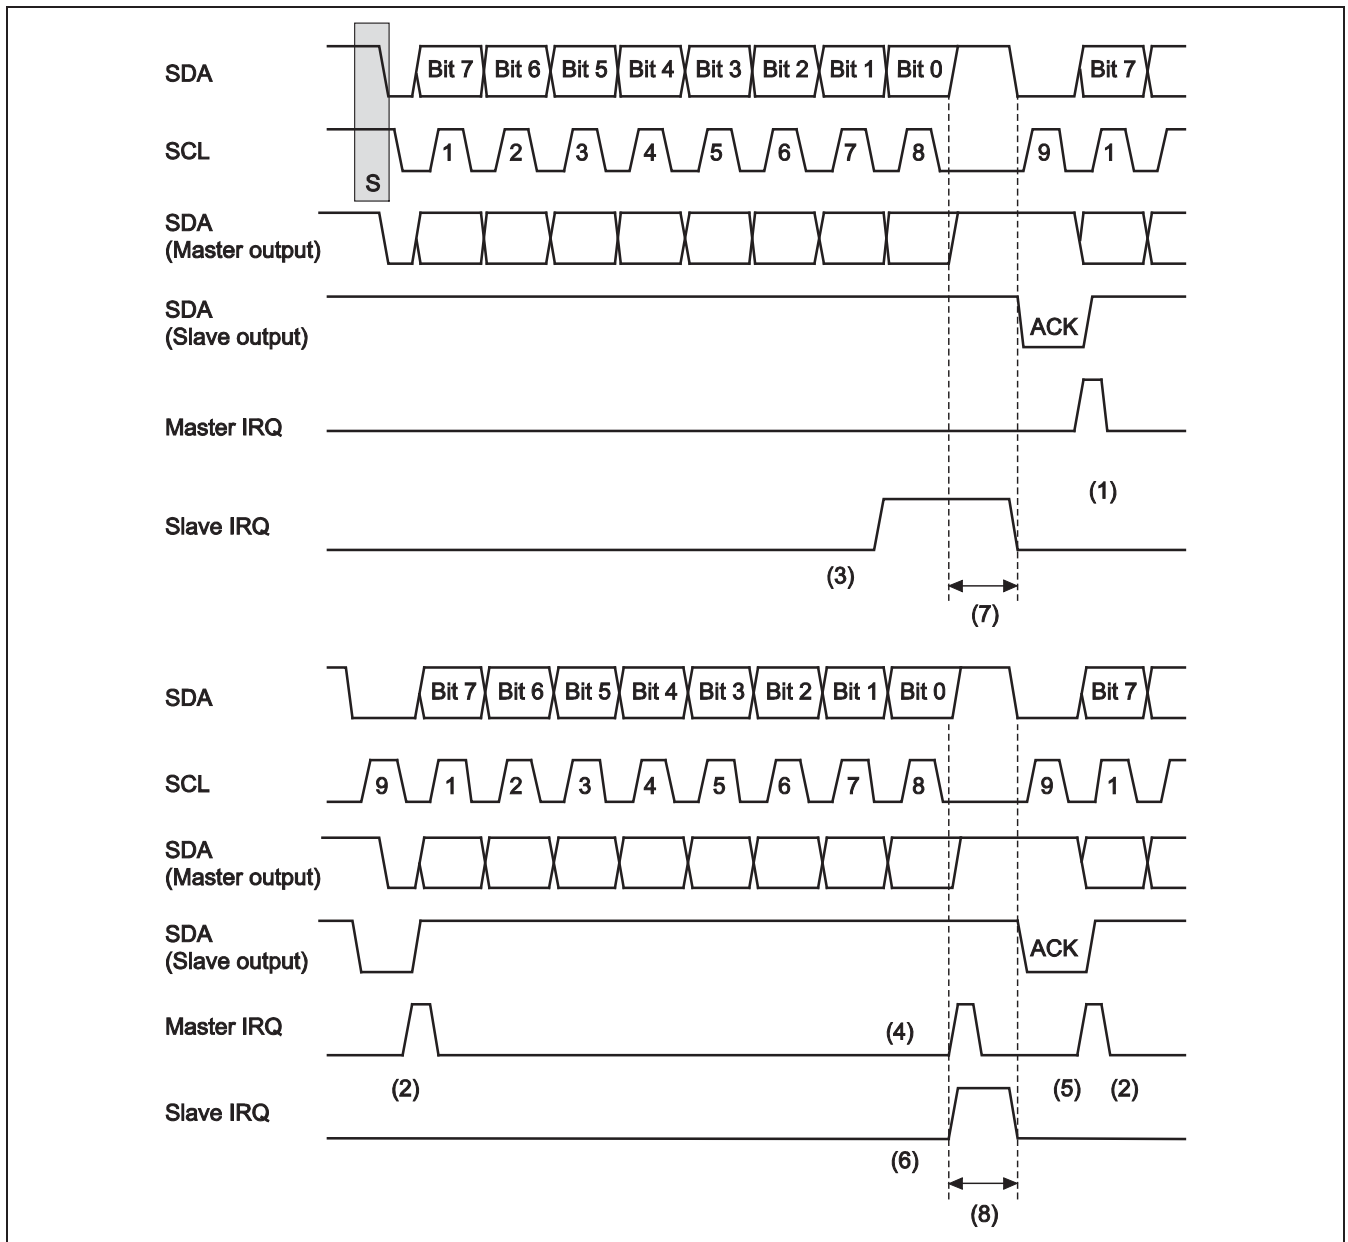 SDA
Bit 7 Bit 6 Bit 5 Bit 4 Bit 3 Bit 2 Bit 1 Bit 0 Bit 7
SCL
1 2 3 4 5 6 7 8 9 1
S
SDA
(Master output)
SDA
(Slave output)
ACK
Master IRQ
(1)
Slave IRQ
(3)
(7)
SDA
Bit 7 Bit 6 Bit 5 Bit 4 Bit 3 Bit 2 Bit 1 Bit 0 Bit 7
SCL
9 1 2 3 4 5 6 7 8 9 1
SDA
(Master output)
SDA
(Slave output)
ACK
Master IRQ
(4)
(2) (5) (2)
Slave IRQ
(6)
(8)